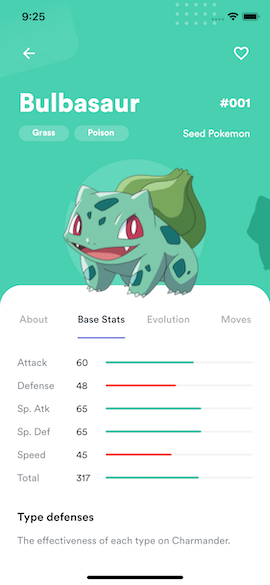 9:25
Bulbasaur
#001
Grass Poison
Seed Pokemon
About Base Stats Evolution Moves
Attack 60
Defense 48
Sp. Atk 65
Sp. Def 65
Speed 45
Total 317
Type defenses
The effectiveness of each type on Charmander.